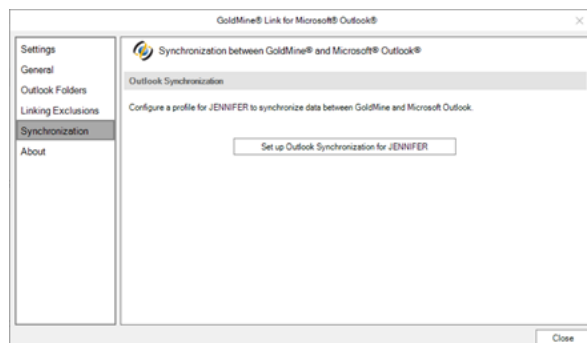 GoldMine® Link for Microsoft® Outlook®
Settings
General
Outlook Folders
Linking Exclusions
Synchronization
About
Synchronization between GoldMine® and Microsoft® Outlook®
Outlook Synchronization
Configure a profile for JENNIFER to synchronize data between GoldMine and Microsoft Outlook.
Set up Outlook Synchronization for JENNIFER
Close